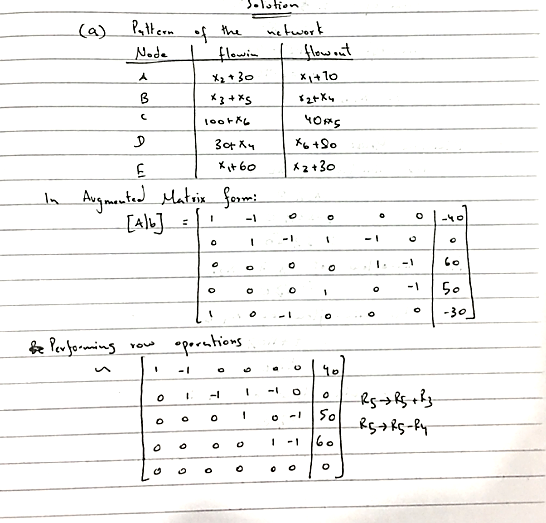 Solution
(a) Pattern of the network
Node | flowin | flowout
A | x2+30 | x1+70
B | x3+x5 | x2+x4
C | 100+x6 | 40+x5
D | 30+x4 | x6+80
E | x1+60 | x2+30
In Augmented Matrix form:
[A|b] = 1 -1 0 0 0 0 | -40
0 1 -1 1 -1 0 | 0
0 0 0 0 1 -1 | 60
0 0 0 1 0 -1 | 50
1 0 -1 0 0 0 | -30
Performing row operations
~ 1 -1 0 0 0 0 | 40
0 1 -1 1 -1 0 | 0 R5→R5+R3
0 0 0 1 0 -1 | 50 R5→R5-R4
0 0 0 0 1 -1 | 60
0 0 0 0 0 0 | 0